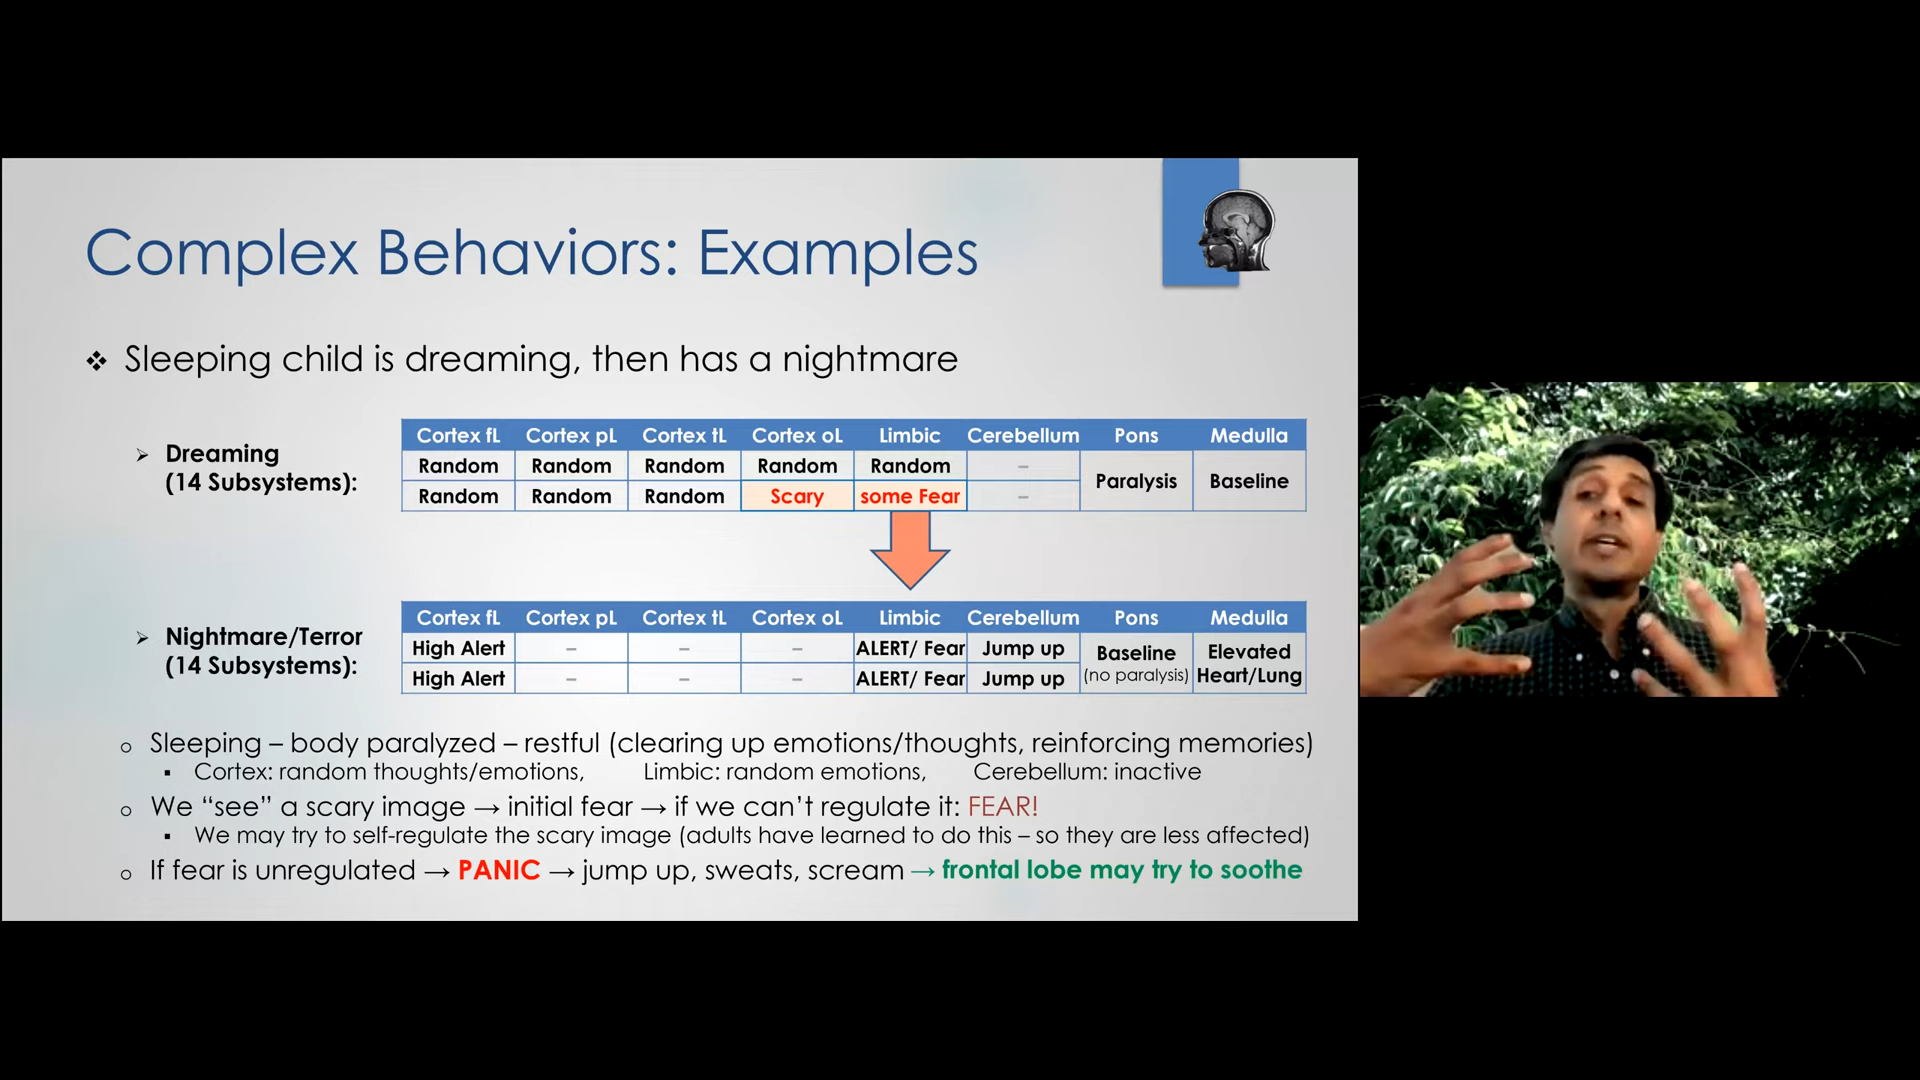 Complex Behaviors: Examples
❖ Sleeping child is dreaming, then has a nightmare
➢ Dreaming
(14 Subsystems):
Cortex fL Cortex pL Cortex tL Cortex oL Limbic Cerebellum Pons Medulla
Random Random Random Random Random – Paralysis Baseline
Random Random Random Scary some Fear –
➢ Nightmare/Terror
(14 Subsystems):
Cortex fL Cortex pL Cortex tL Cortex oL Limbic Cerebellum Pons Medulla
High Alert – – – ALERT/ Fear Jump up Baseline Elevated
High Alert – – – ALERT/ Fear Jump up (no paralysis) Heart/Lung
o Sleeping – body paralyzed – restful (clearing up emotions/thoughts, reinforcing memories)
▪ Cortex: random thoughts/emotions, Limbic: random emotions, Cerebellum: inactive
o We “see” a scary image → initial fear → if we can’t regulate it: FEAR!
▪ We may try to self-regulate the scary image (adults have learned to do this – so they are less affected)
o If fear is unregulated → PANIC → jump up, sweats, scream → frontal lobe may try to soothe